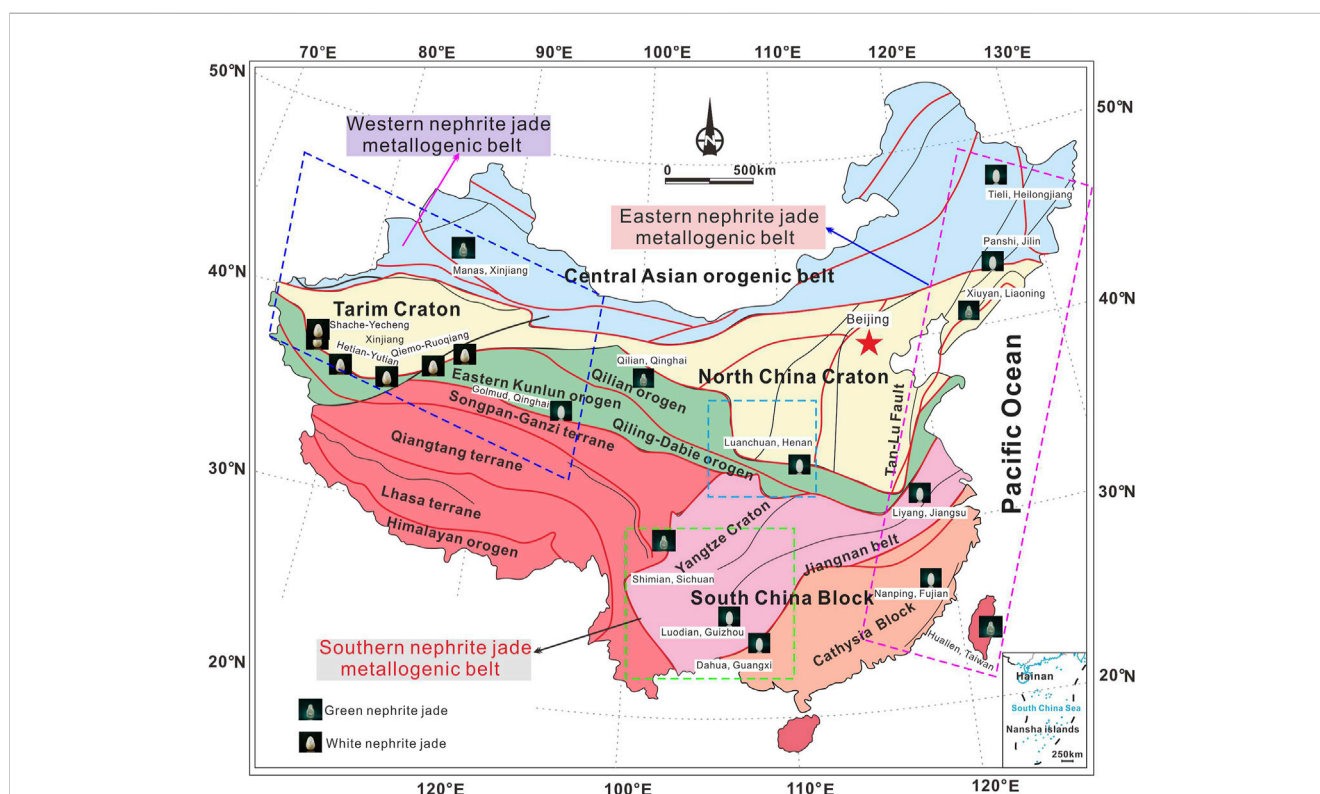 70°E 80°E 90°E 100°E 110°E 120°E 130°E
50°N
50°N
Western nephrite jade
metallogenic belt
0 500km
Tieli, Heilongjiang
Eastern nephrite jade
metallogenic belt
Panshi, Jilin
Manas, Xinjiang
40°N
Central Asian orogenic belt
Xiuyan, Liaoning
40°N
Tarim Craton
Shache-Yecheng
Xinjiang
Beijing
Hetian-Yutian
Qiemo-Ruoqiang
Qilian, Qinghai
North China Craton
Qilian orogen
Eastern Kunlun orogen
Golmud, Qinghai
Songpan-Ganzi terrane
Qiling-Dabie orogen
Tan-Lu Fault
Pacific Ocean
Luanchuan, Henan
Qiangtang terrane
30°N
30°N
Lhasa terrane
Himalayan orogen
Liyang, Jiangsu
Yangtze Craton
Jiangnan belt
Shimian, Sichuan
South China Block
Nanping, Fujian
Luodian, Guizhou
Cathysia Block
Hualien, Taiwan
Dahua, Guangxi
Southern nephrite jade
metallogenic belt
20°N
20°N
Hainan
South China Sea
Nansha islands
250km
Green nephrite jade
White nephrite jade
120°E 100°E 110°E 120°E